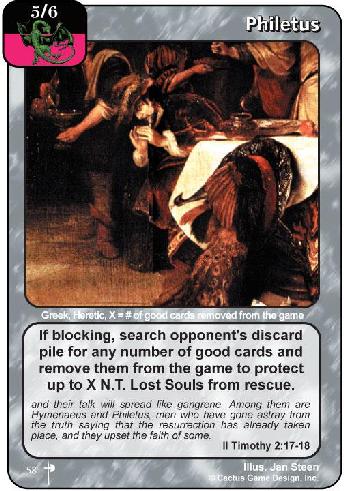 5/6
Philetus
Greek, Heretic, X = # of good cards removed from the game
If blocking, search opponent's discard
pile for any number of good cards and
remove them from the game to protect
up to X N.T. Lost Souls from rescue.
and their talk will spread like gangrene. Among them are
Hymenaeus and Philetus, men who have gone astray from
the truth saying that the resurrection has already taken
place, and they upset the faith of some.
II Timothy 2:17-18
58
Illus. Jan Steen
© Cactus Game Design, Inc.